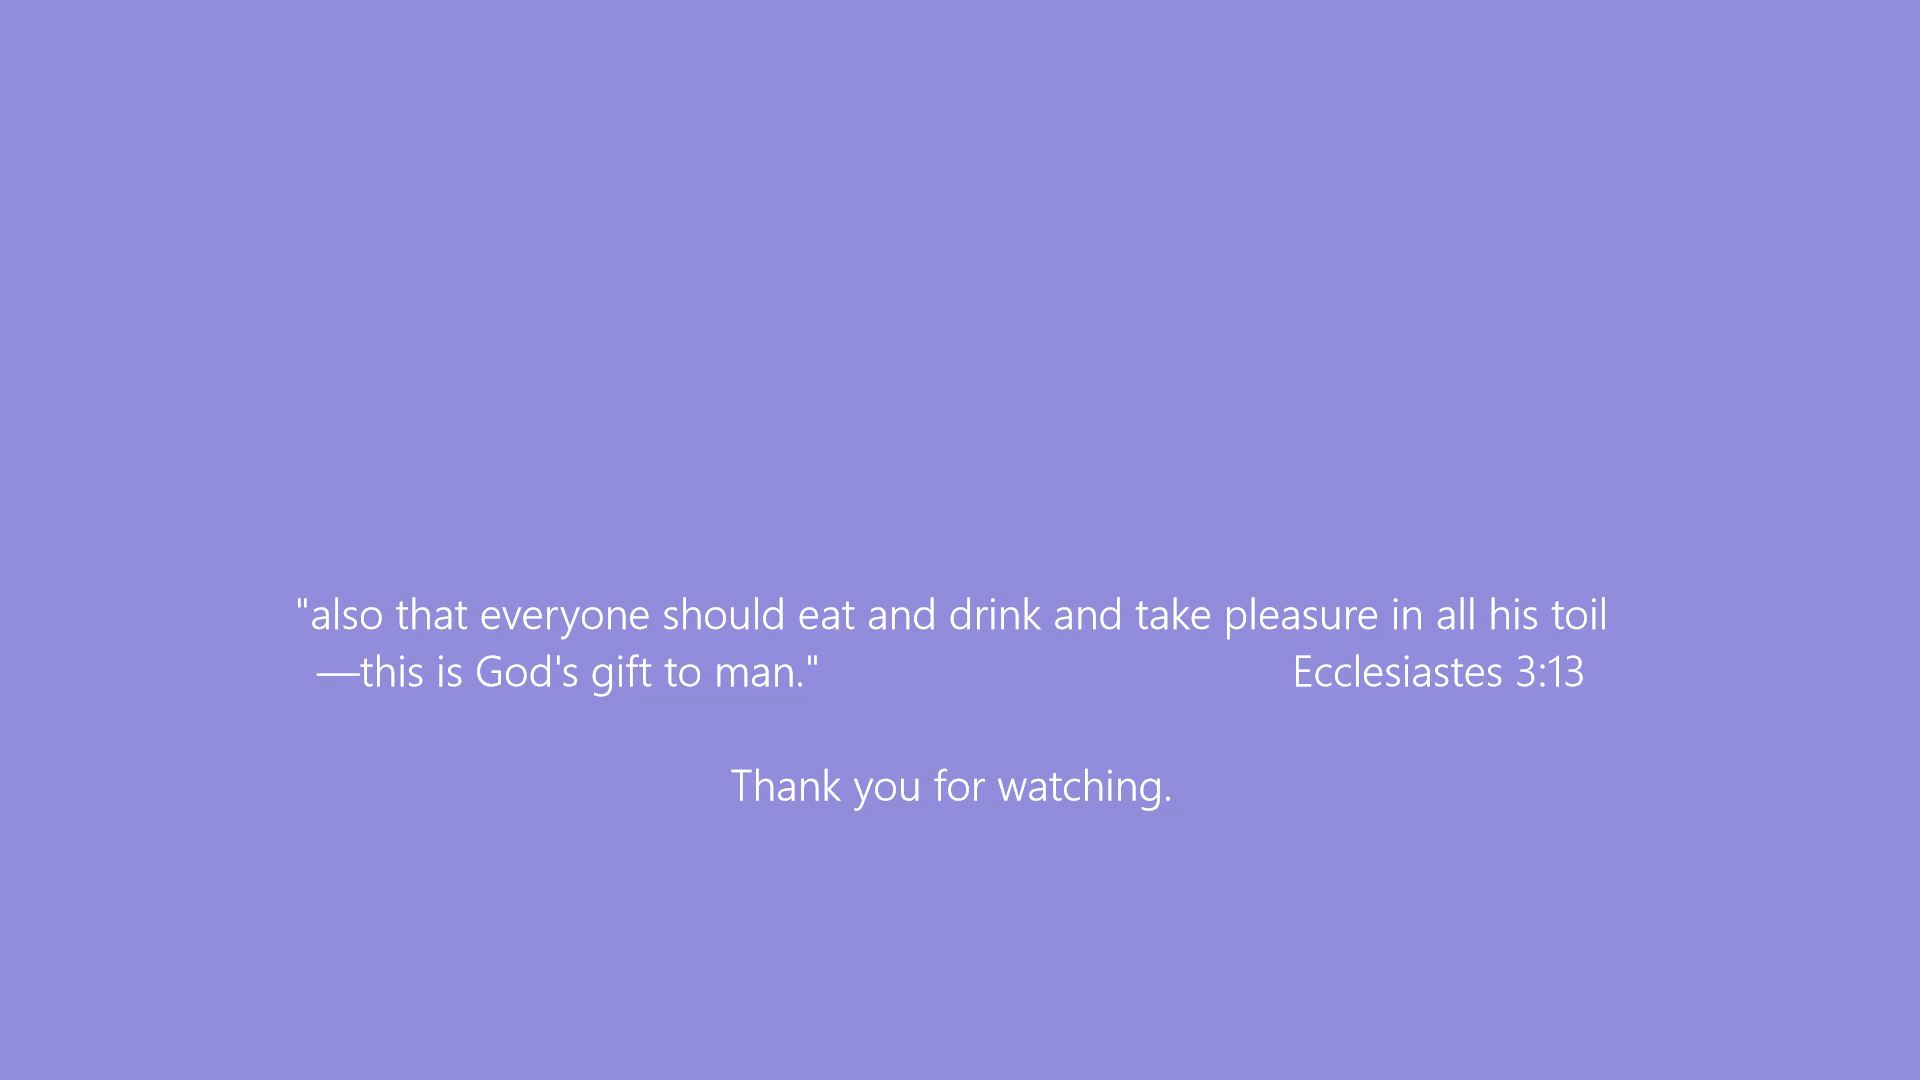 "also that everyone should eat and drink and take pleasure in all his toil
—this is God's gift to man." Ecclesiastes 3:13
Thank you for watching.